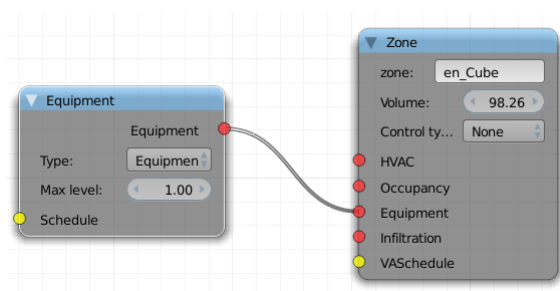 Equipment
Equipment
Type: Equipmen
Max level: 1.00
Schedule
Zone
zone: en_Cube
Volume: 98.26
Control ty... None
HVAC
Occupancy
Equipment
Infiltration
VASchedule